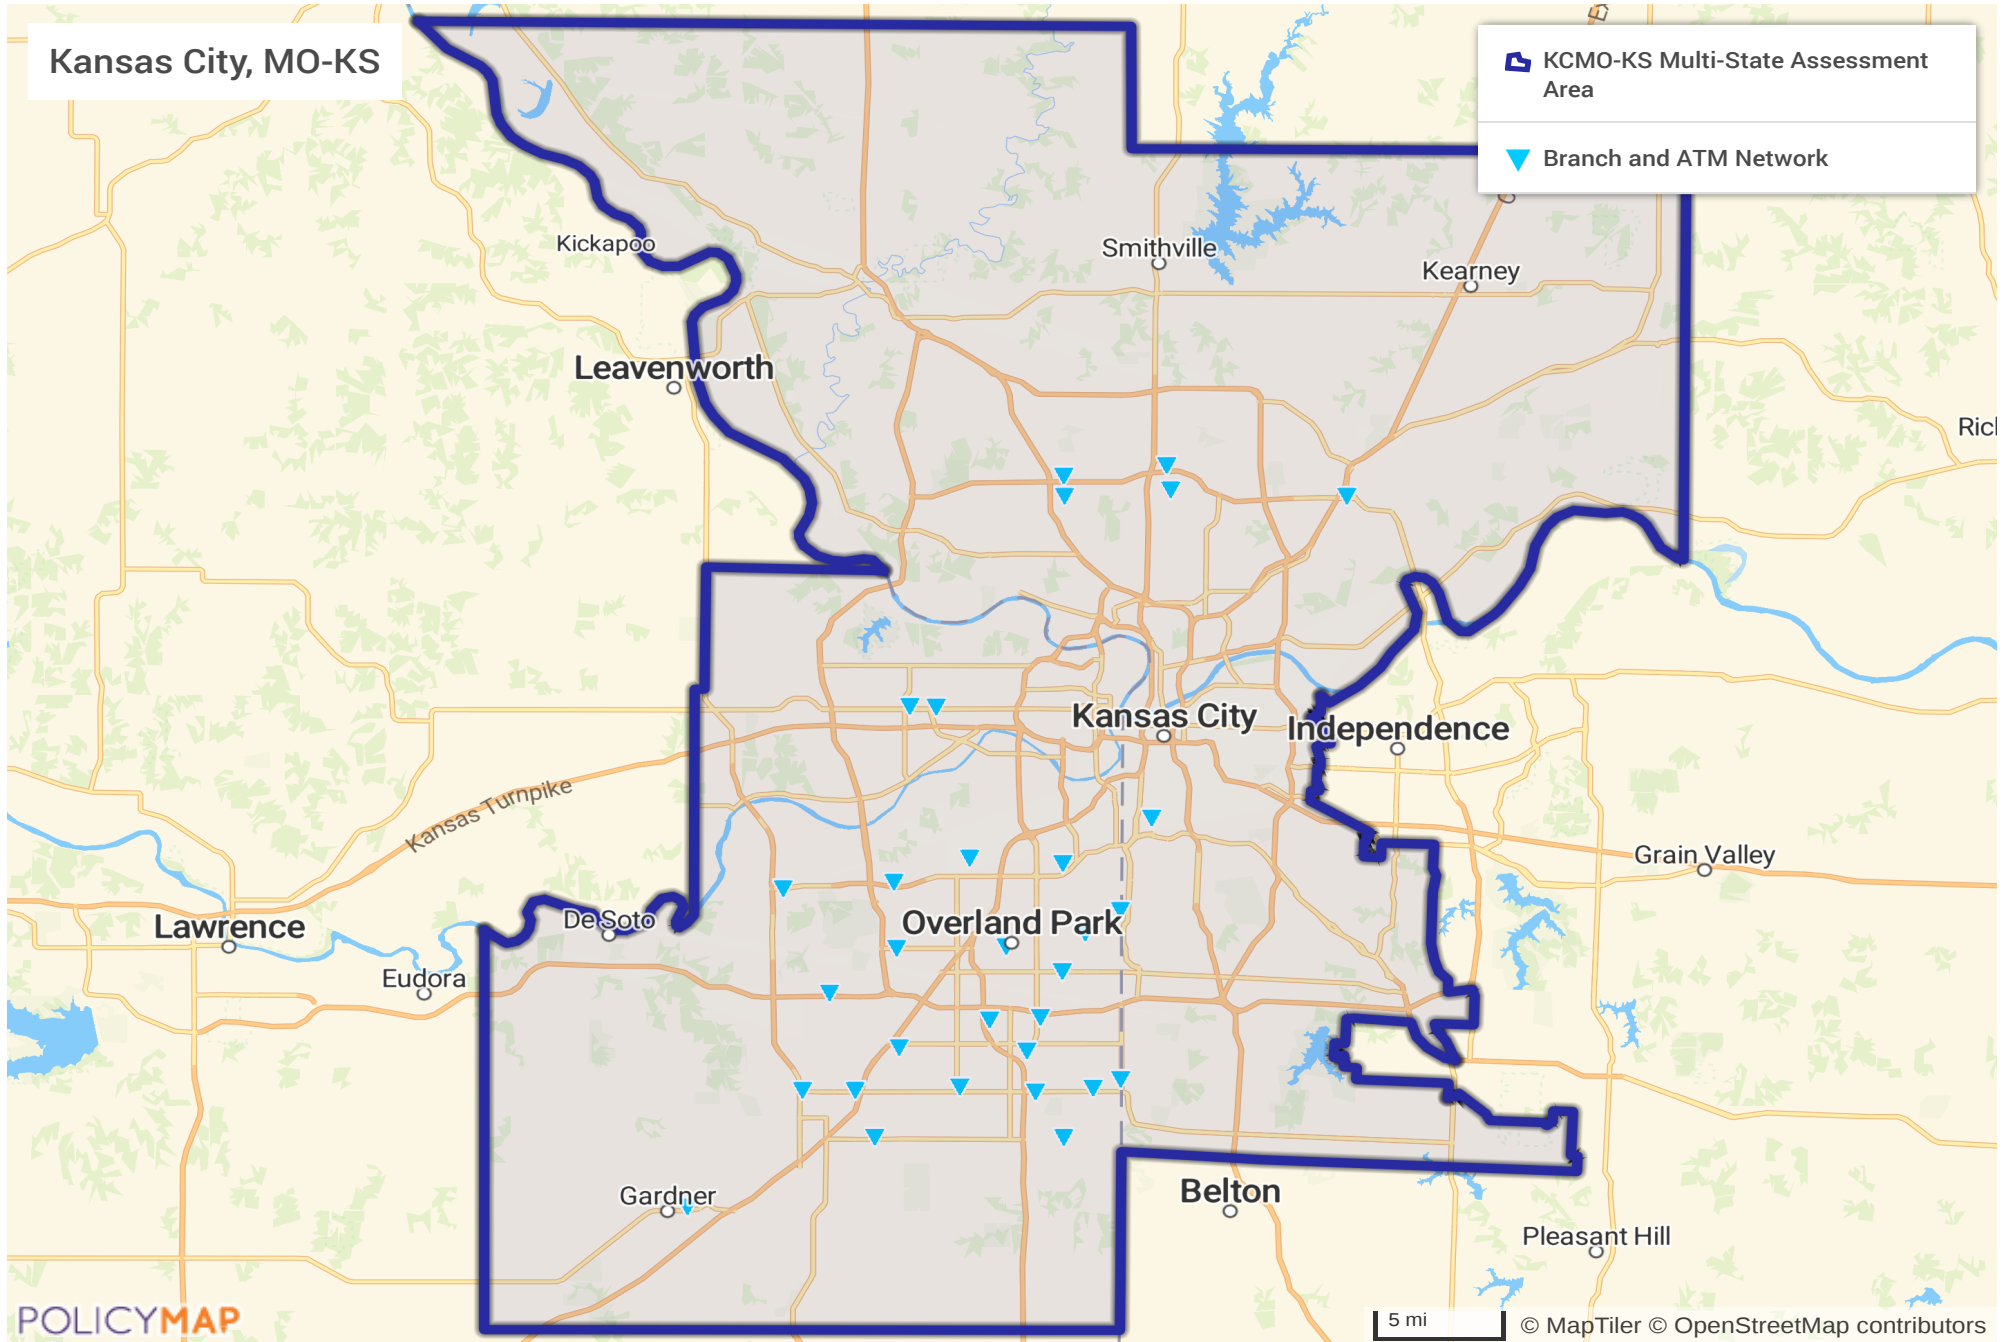 Kansas City, MO-KS
KCMO-KS Multi-State Assessment
Area
Branch and ATM Network
Kickapoo
Smithville
Kearney
Leavenworth
Kansas City
Independence
Kansas Turnpike
Grain Valley
Lawrence
De Soto
Overland Park
Eudora
Gardner
Belton
Pleasant Hill
POLICYMAP
5 mi
© MapTiler © OpenStreetMap contributors